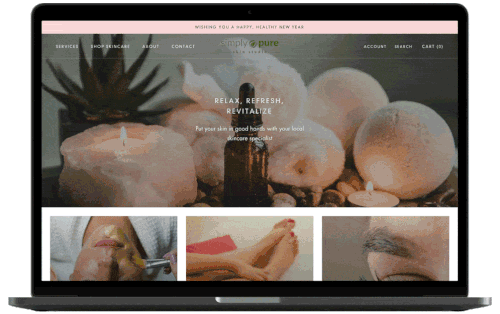 WISHING YOU A HAPPY, HEALTHY NEW YEAR
SERVICES SHOP SKINCARE ABOUT CONTACT
simply pure
ACCOUNT SEARCH CART (0)
RELAX, REFRESH,
REVITALIZE
Put your skin in good hands with your local
skincare specialist